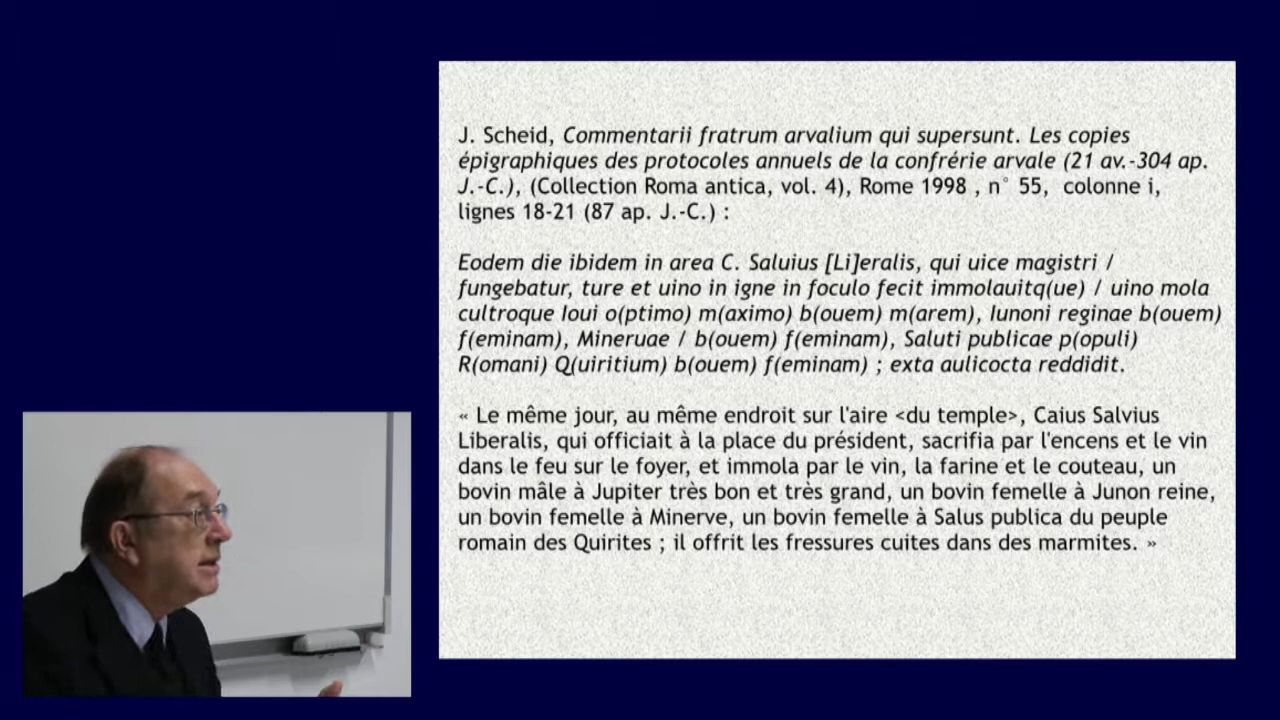 J. Scheid, Commentarii fratrum arvalium qui supersunt. Les copies
épigraphiques des protocoles annuels de la confrérie arvale (21 av.-304 ap.
J.-C.), (Collection Roma antica, vol. 4), Rome 1998 , n° 55, colonne i,
lignes 18-21 (87 ap. J.-C.) :
Eodem die ibidem in area C. Saluius [Li]eralis, qui uice magistri /
fungebatur, ture et uino in igne in foculo fecit immolauitq(ue) / uino mola
cultroque Ioui o(ptimo) m(aximo) b(ouem) m(arem), Iunoni reginae b(ouem)
f(eminam), Mineruae / b(ouem) f(eminam), Saluti publicae p(opuli)
R(omani) Q(uiritium) b(ouem) f(eminam) ; exta aulicocta reddidit.
« Le même jour, au même endroit sur l'aire <du temple>, Caius Salvius
Liberalis, qui officiait à la place du président, sacrifia par l'encens et le vin
dans le feu sur le foyer, et immola par le vin, la farine et le couteau, un
bovin mâle à Jupiter très bon et très grand, un bovin femelle à Junon reine,
un bovin femelle à Minerve, un bovin femelle à Salus publica du peuple
romain des Quirites ; il offrit les fressures cuites dans des marmites. »